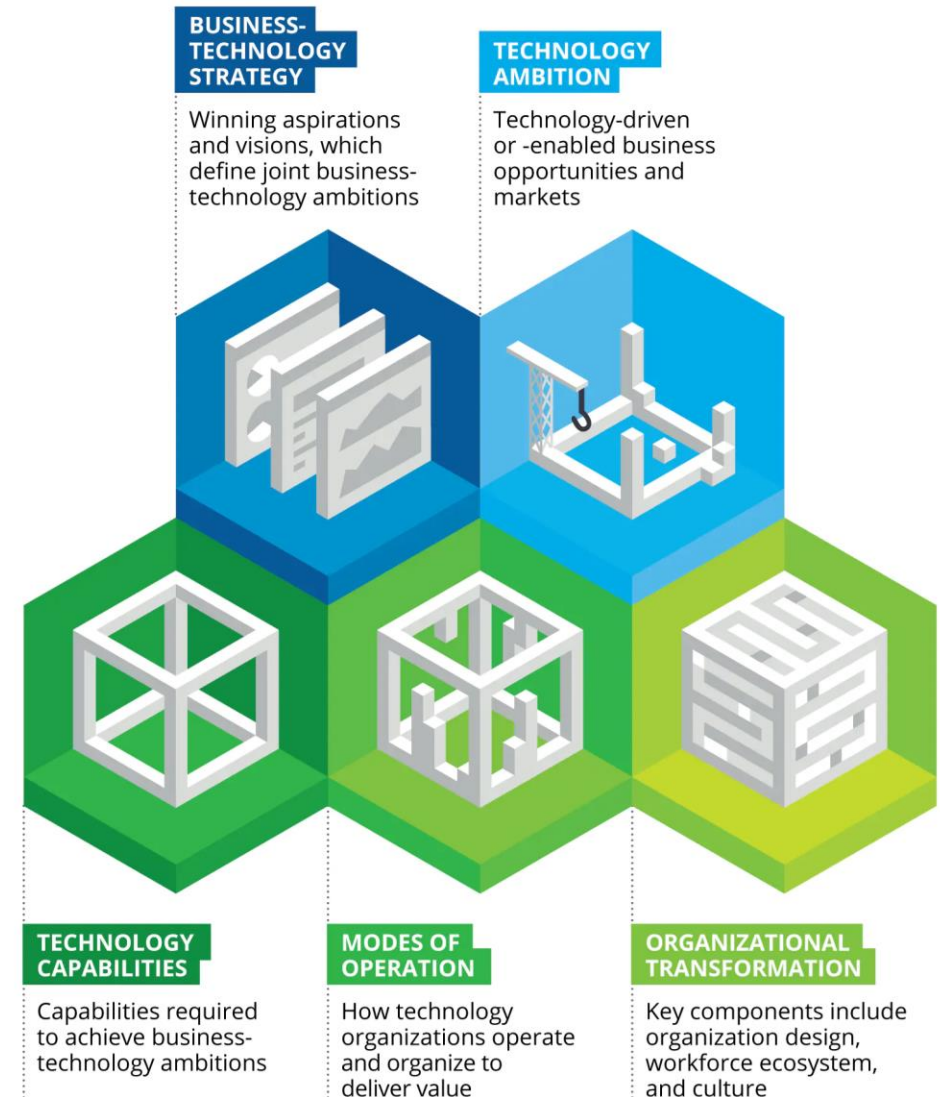 BUSINESS-
TECHNOLOGY
STRATEGY
Winning aspirations
and visions, which
define joint business-
technology ambitions
TECHNOLOGY
AMBITION
Technology-driven
or -enabled business
opportunities and
markets
TECHNOLOGY
CAPABILITIES
Capabilities required
to achieve business-
technology ambitions
MODES OF
OPERATION
How technology
organizations operate
and organize to
deliver value
ORGANIZATIONAL
TRANSFORMATION
Key components include
organization design,
workforce ecosystem,
and culture